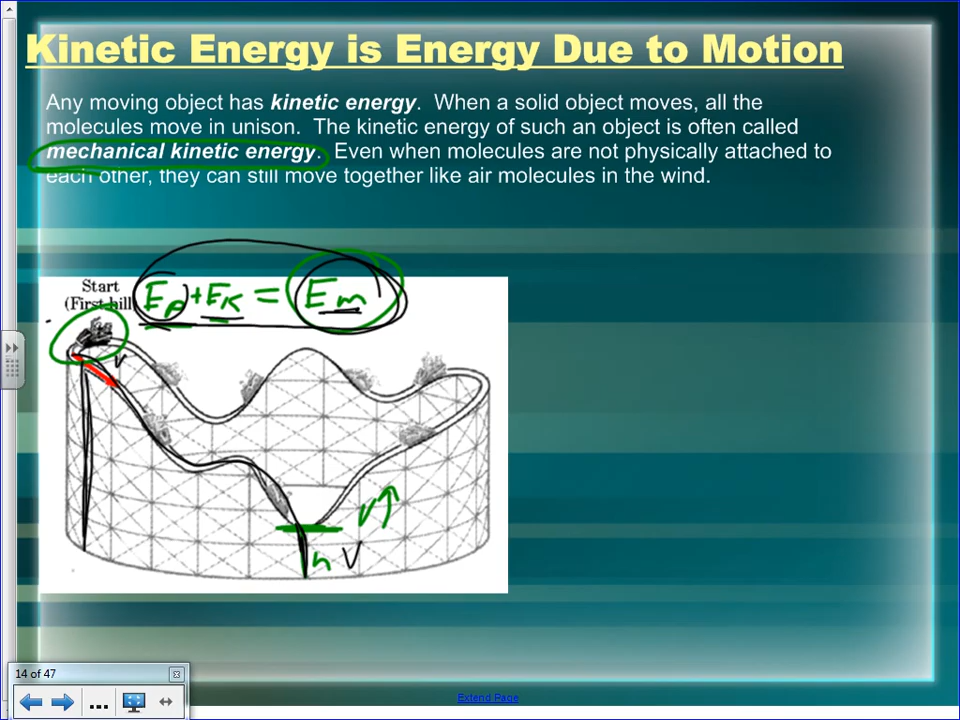 Kinetic Energy is Energy Due to Motion
Any moving object has kinetic energy. When a solid object moves, all the
molecules move in unison. The kinetic energy of such an object is often called
mechanical kinetic energy. Even when molecules are not physically attached to
each other, they can still move together like air molecules in the wind.
Start
(First hill)
Ep + EK = Em
v
v↑
h v
14 of 47
...
Extend Page